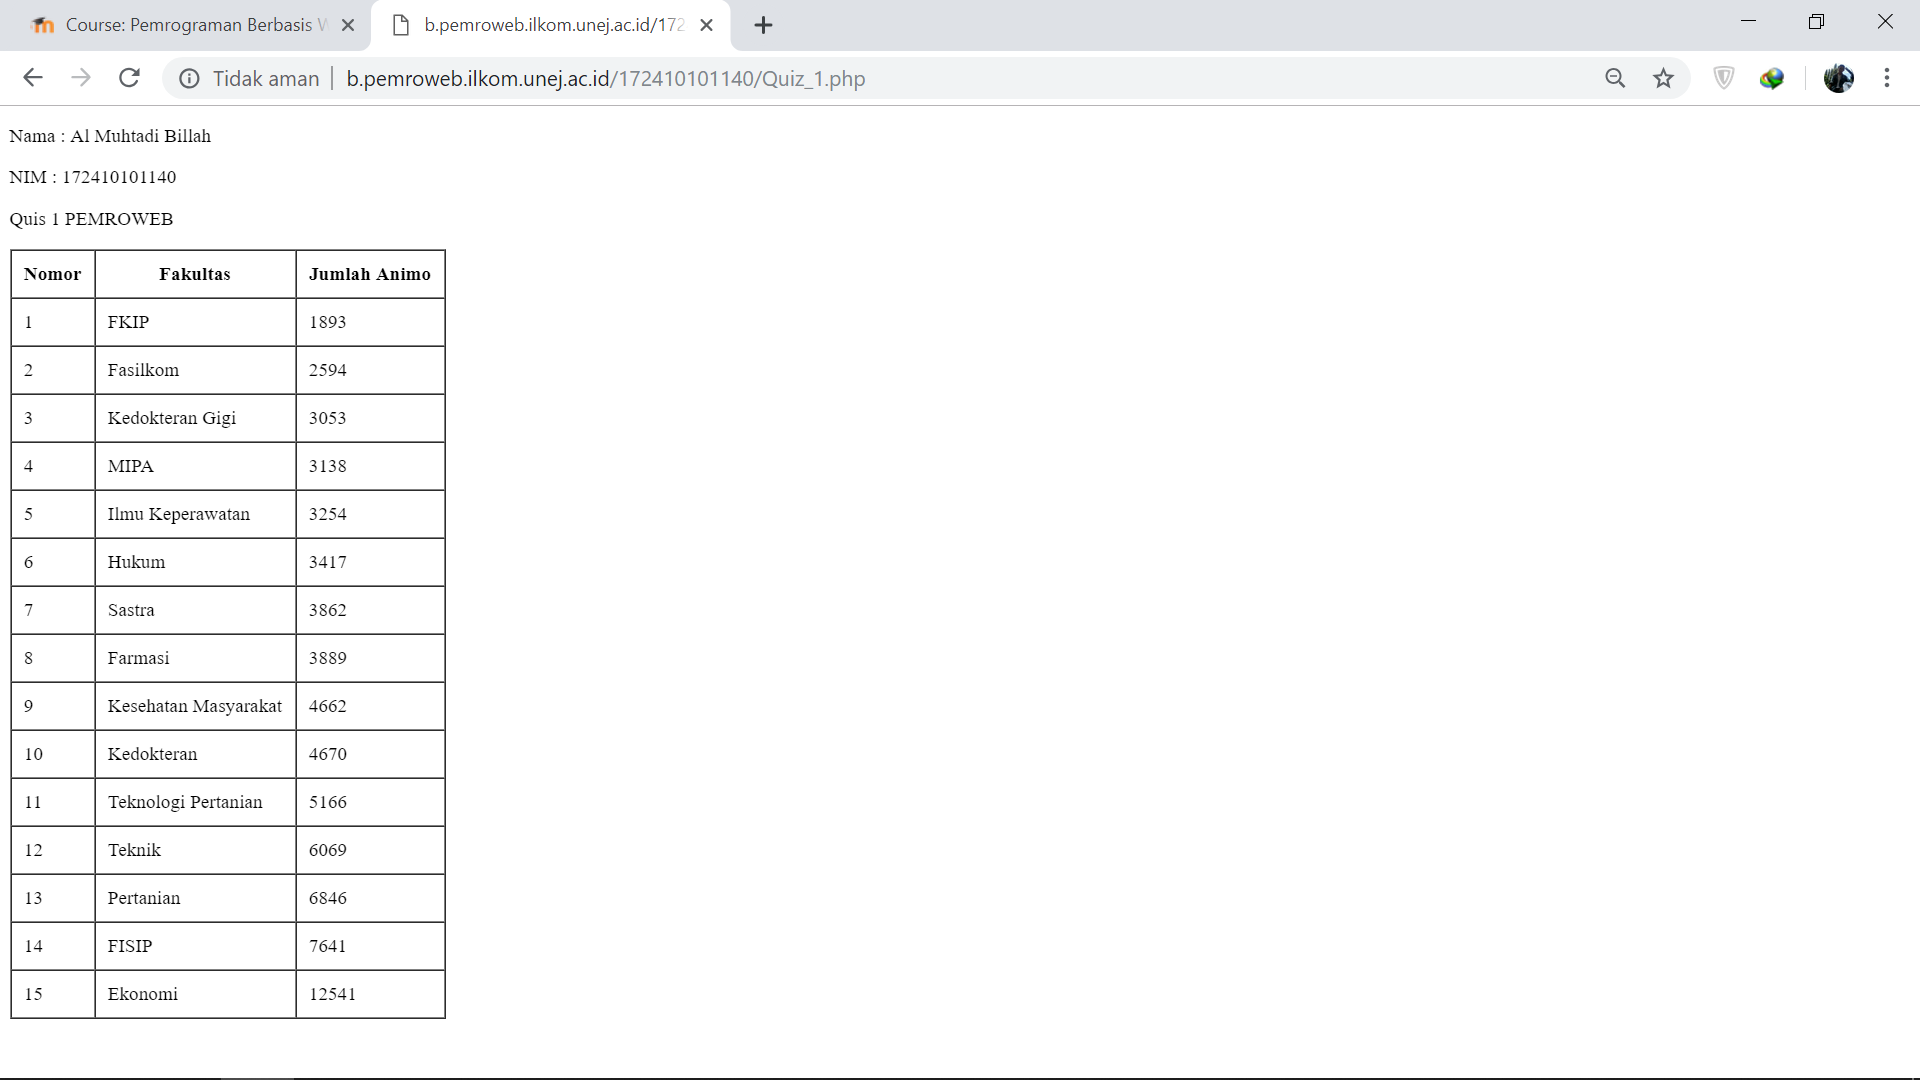 Course: Pemrograman Berbasis W
b.pemroweb.ilkom.unej.ac.id/172
Tidak aman | b.pemroweb.ilkom.unej.ac.id/172410101140/Quiz_1.php
Nama : Al Muhtadi Billah
NIM : 172410101140
Quis 1 PEMROWEB
Nomor Fakultas Jumlah Animo
1 FKIP 1893
2 Fasilkom 2594
3 Kedokteran Gigi 3053
4 MIPA 3138
5 Ilmu Keperawatan 3254
6 Hukum 3417
7 Sastra 3862
8 Farmasi 3889
9 Kesehatan Masyarakat 4662
10 Kedokteran 4670
11 Teknologi Pertanian 5166
12 Teknik 6069
13 Pertanian 6846
14 FISIP 7641
15 Ekonomi 12541